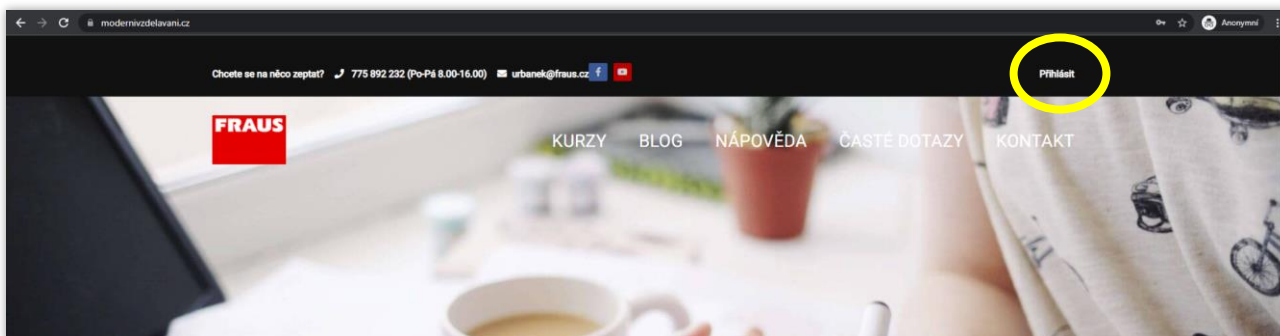 modernivzdelavani.cz
Anonymní
Chcete se na něco zeptat? 775 892 232 (Po-Pá 8.00-16.00) urbanek@fraus.cz
Přihlásit
FRAUS
KURZY BLOG NÁPOVĚDA ČASTÉ DOTAZY KONTAKT